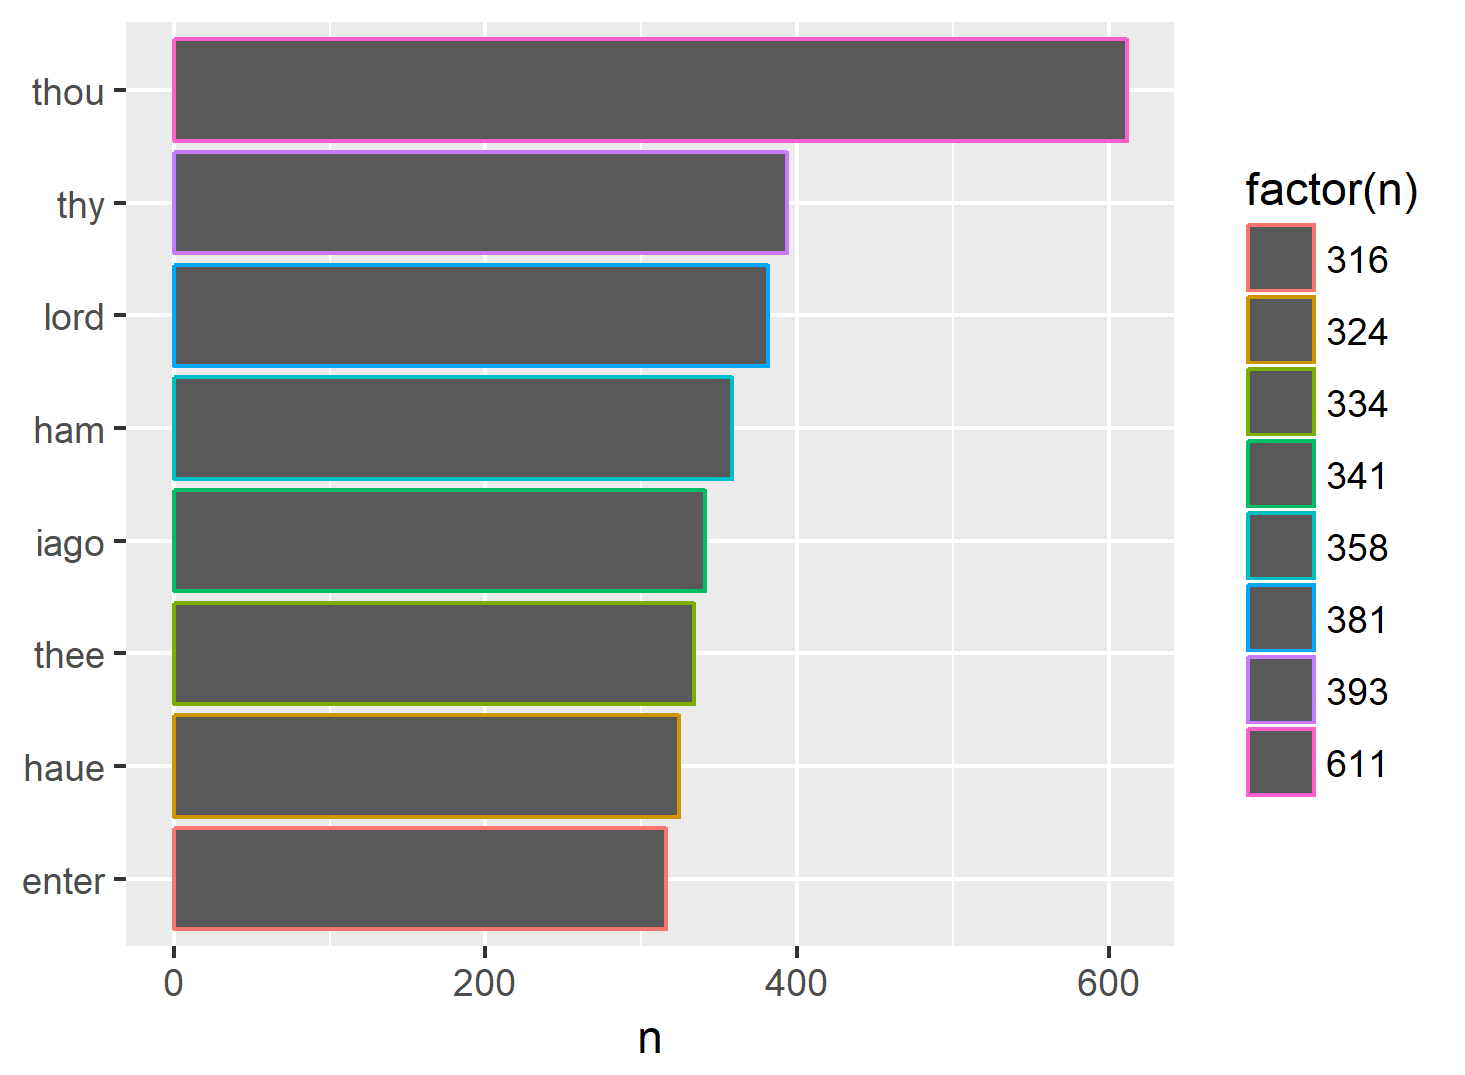 thou
thy
lord
ham
iago
thee
haue
enter
0 200 400 600
n
factor(n)
316
324
334
341
358
381
393
611